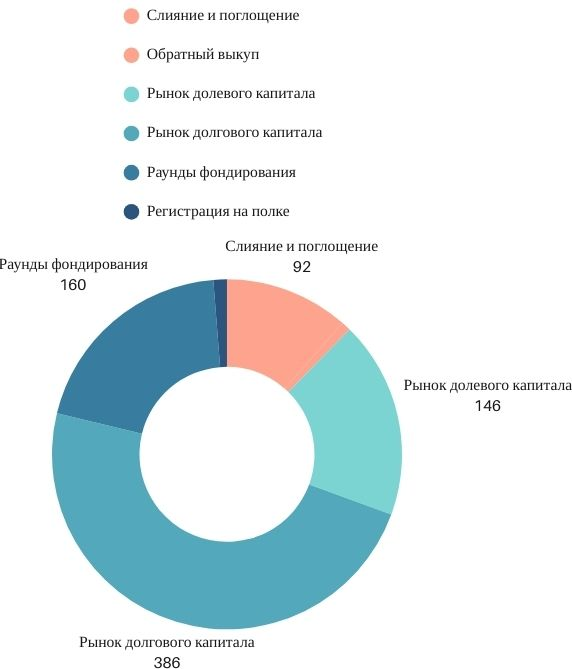 Слияние и поглощение
Обратный выкуп
Рынок долевого капитала
Рынок долгового капитала
Раунды фондирования
Регистрация на полке
Слияние и поглощение
92
Раунды фондирования
160
Рынок долевого капитала
146
Рынок долгового капитала
386